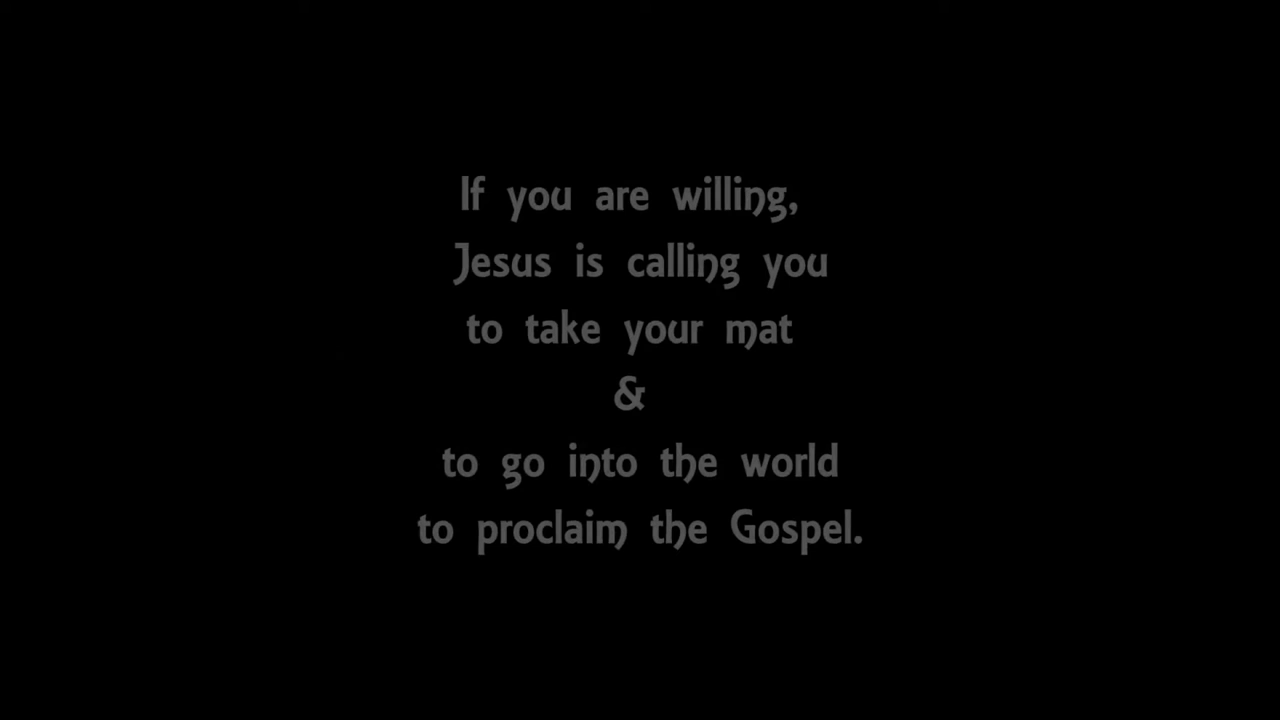 If you are willing,
Jesus is calling you
to take your mat
&
to go into the world
to proclaim the Gospel.